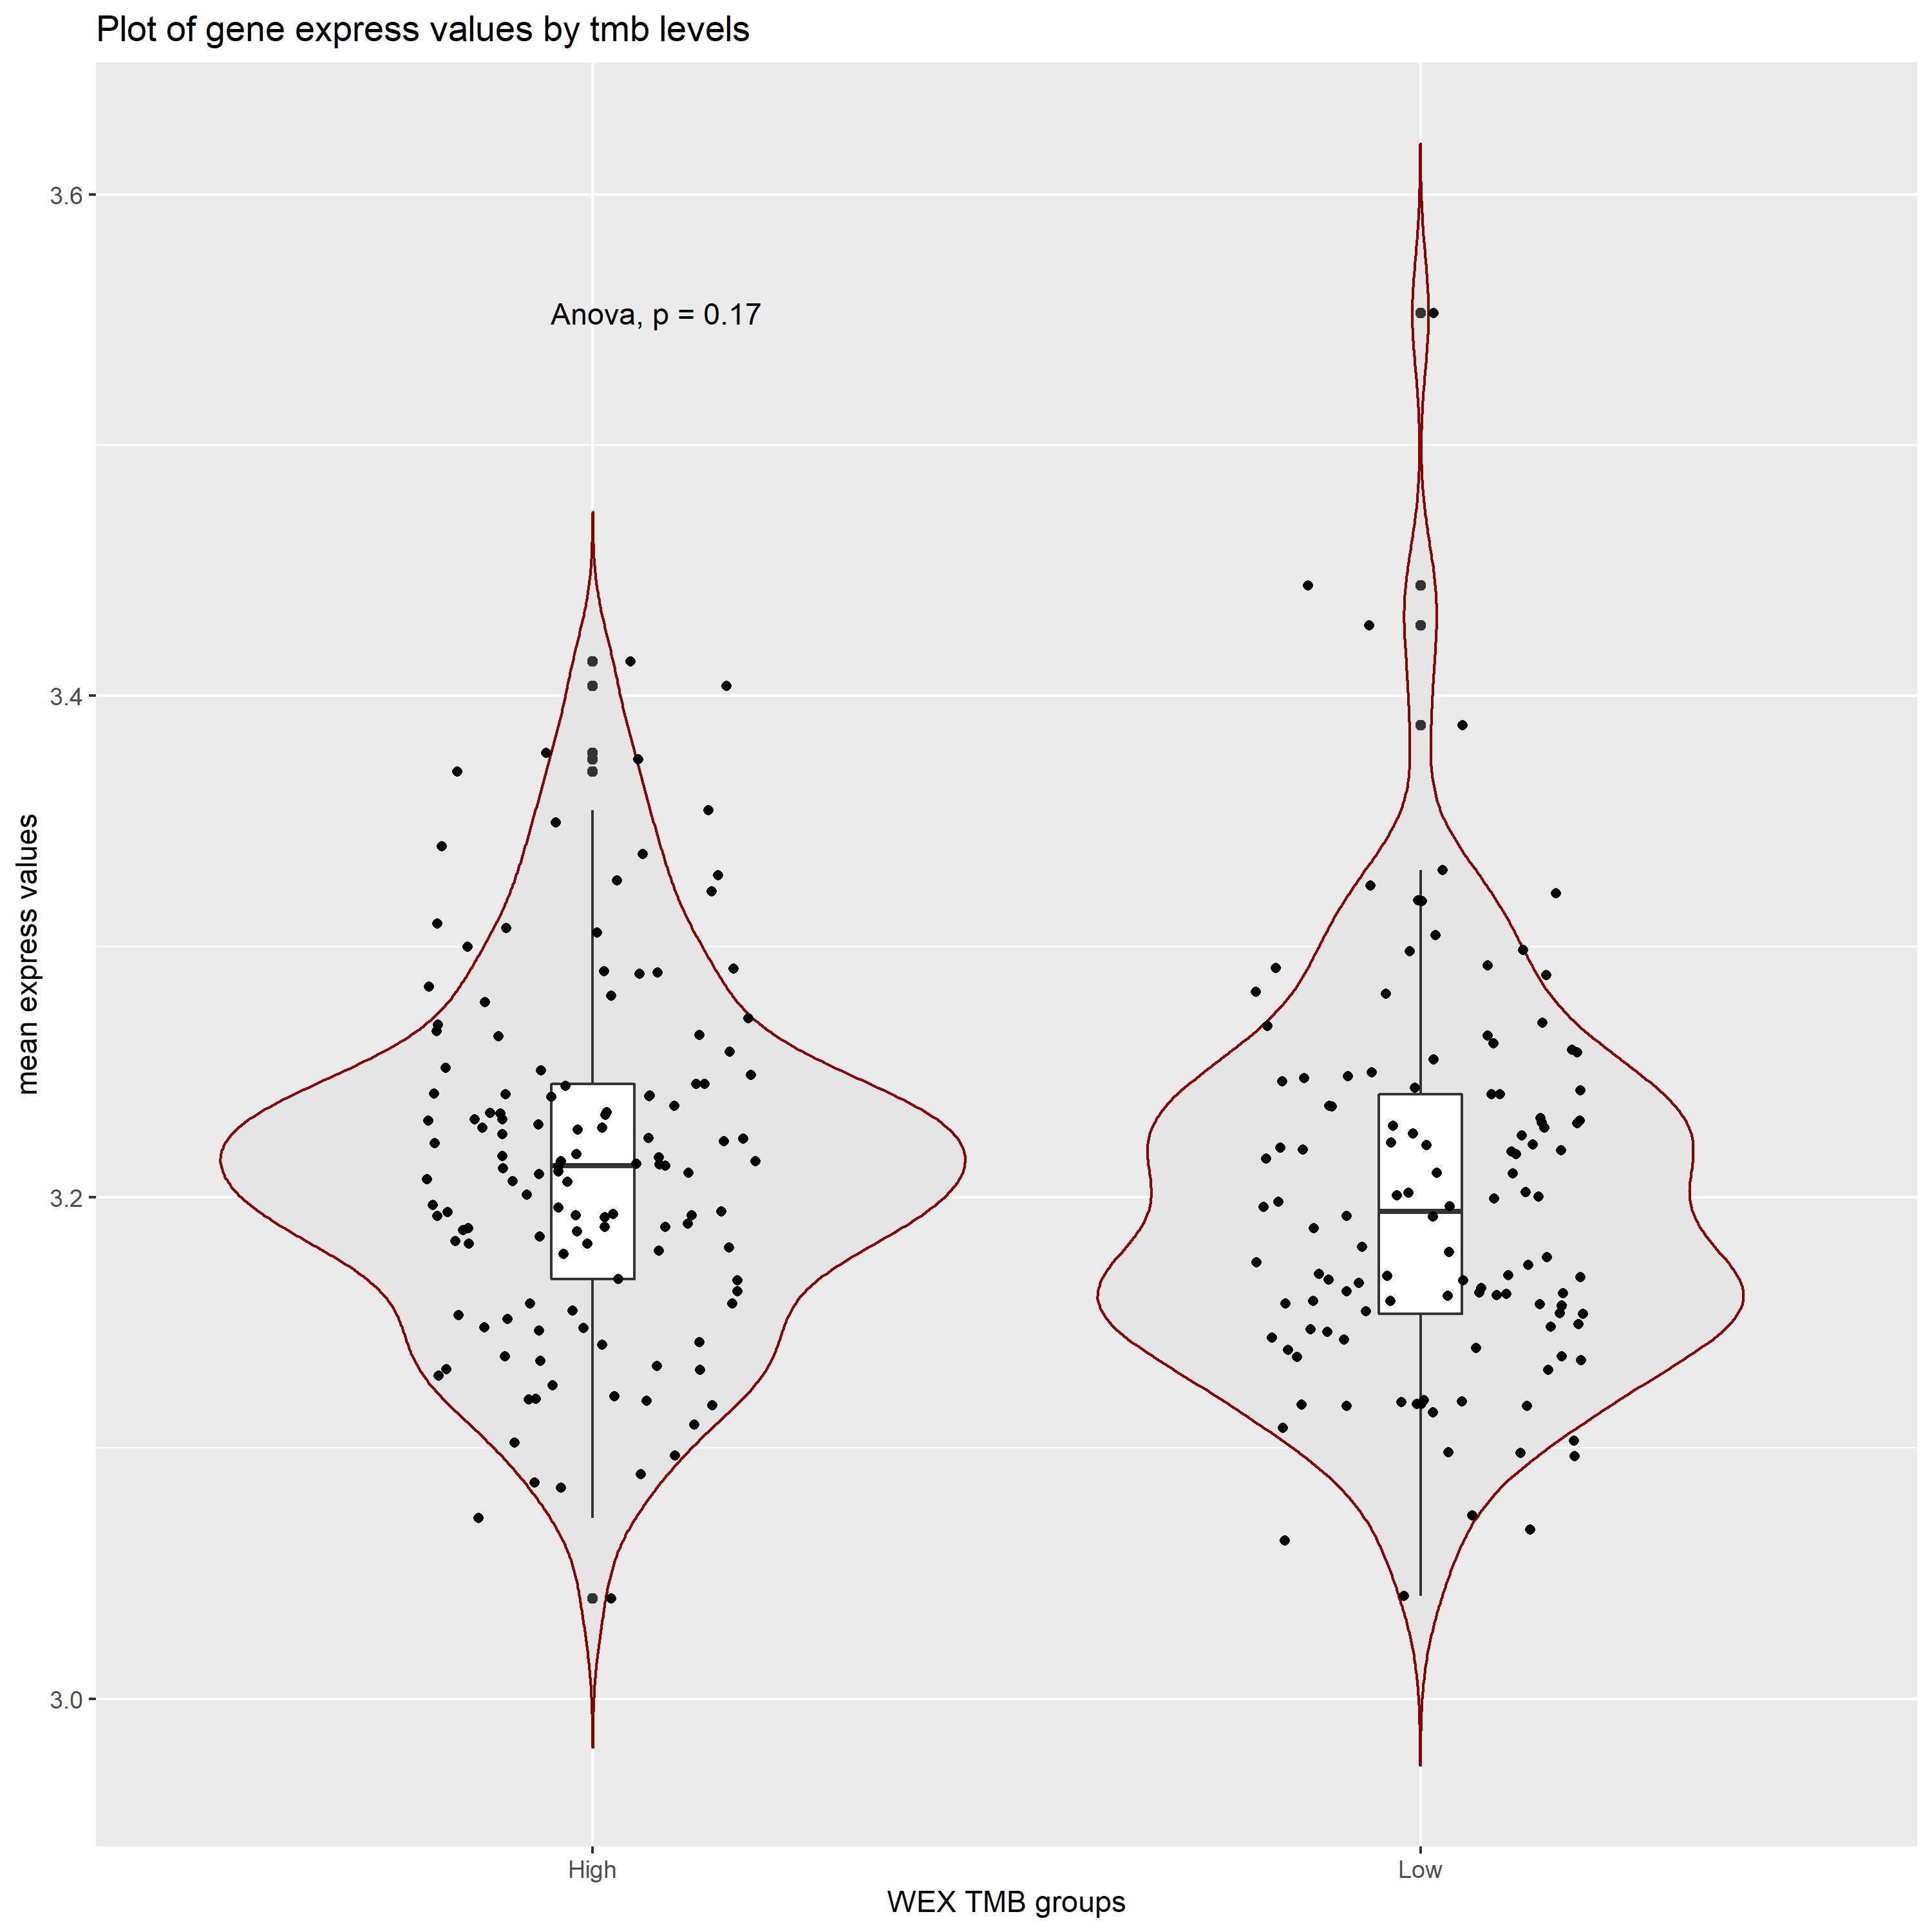 Plot of gene express values by tmb levels
3.6
Anova, p = 0.17
3.4
mean express values
3.2
3.0
High
Low
WEX TMB groups